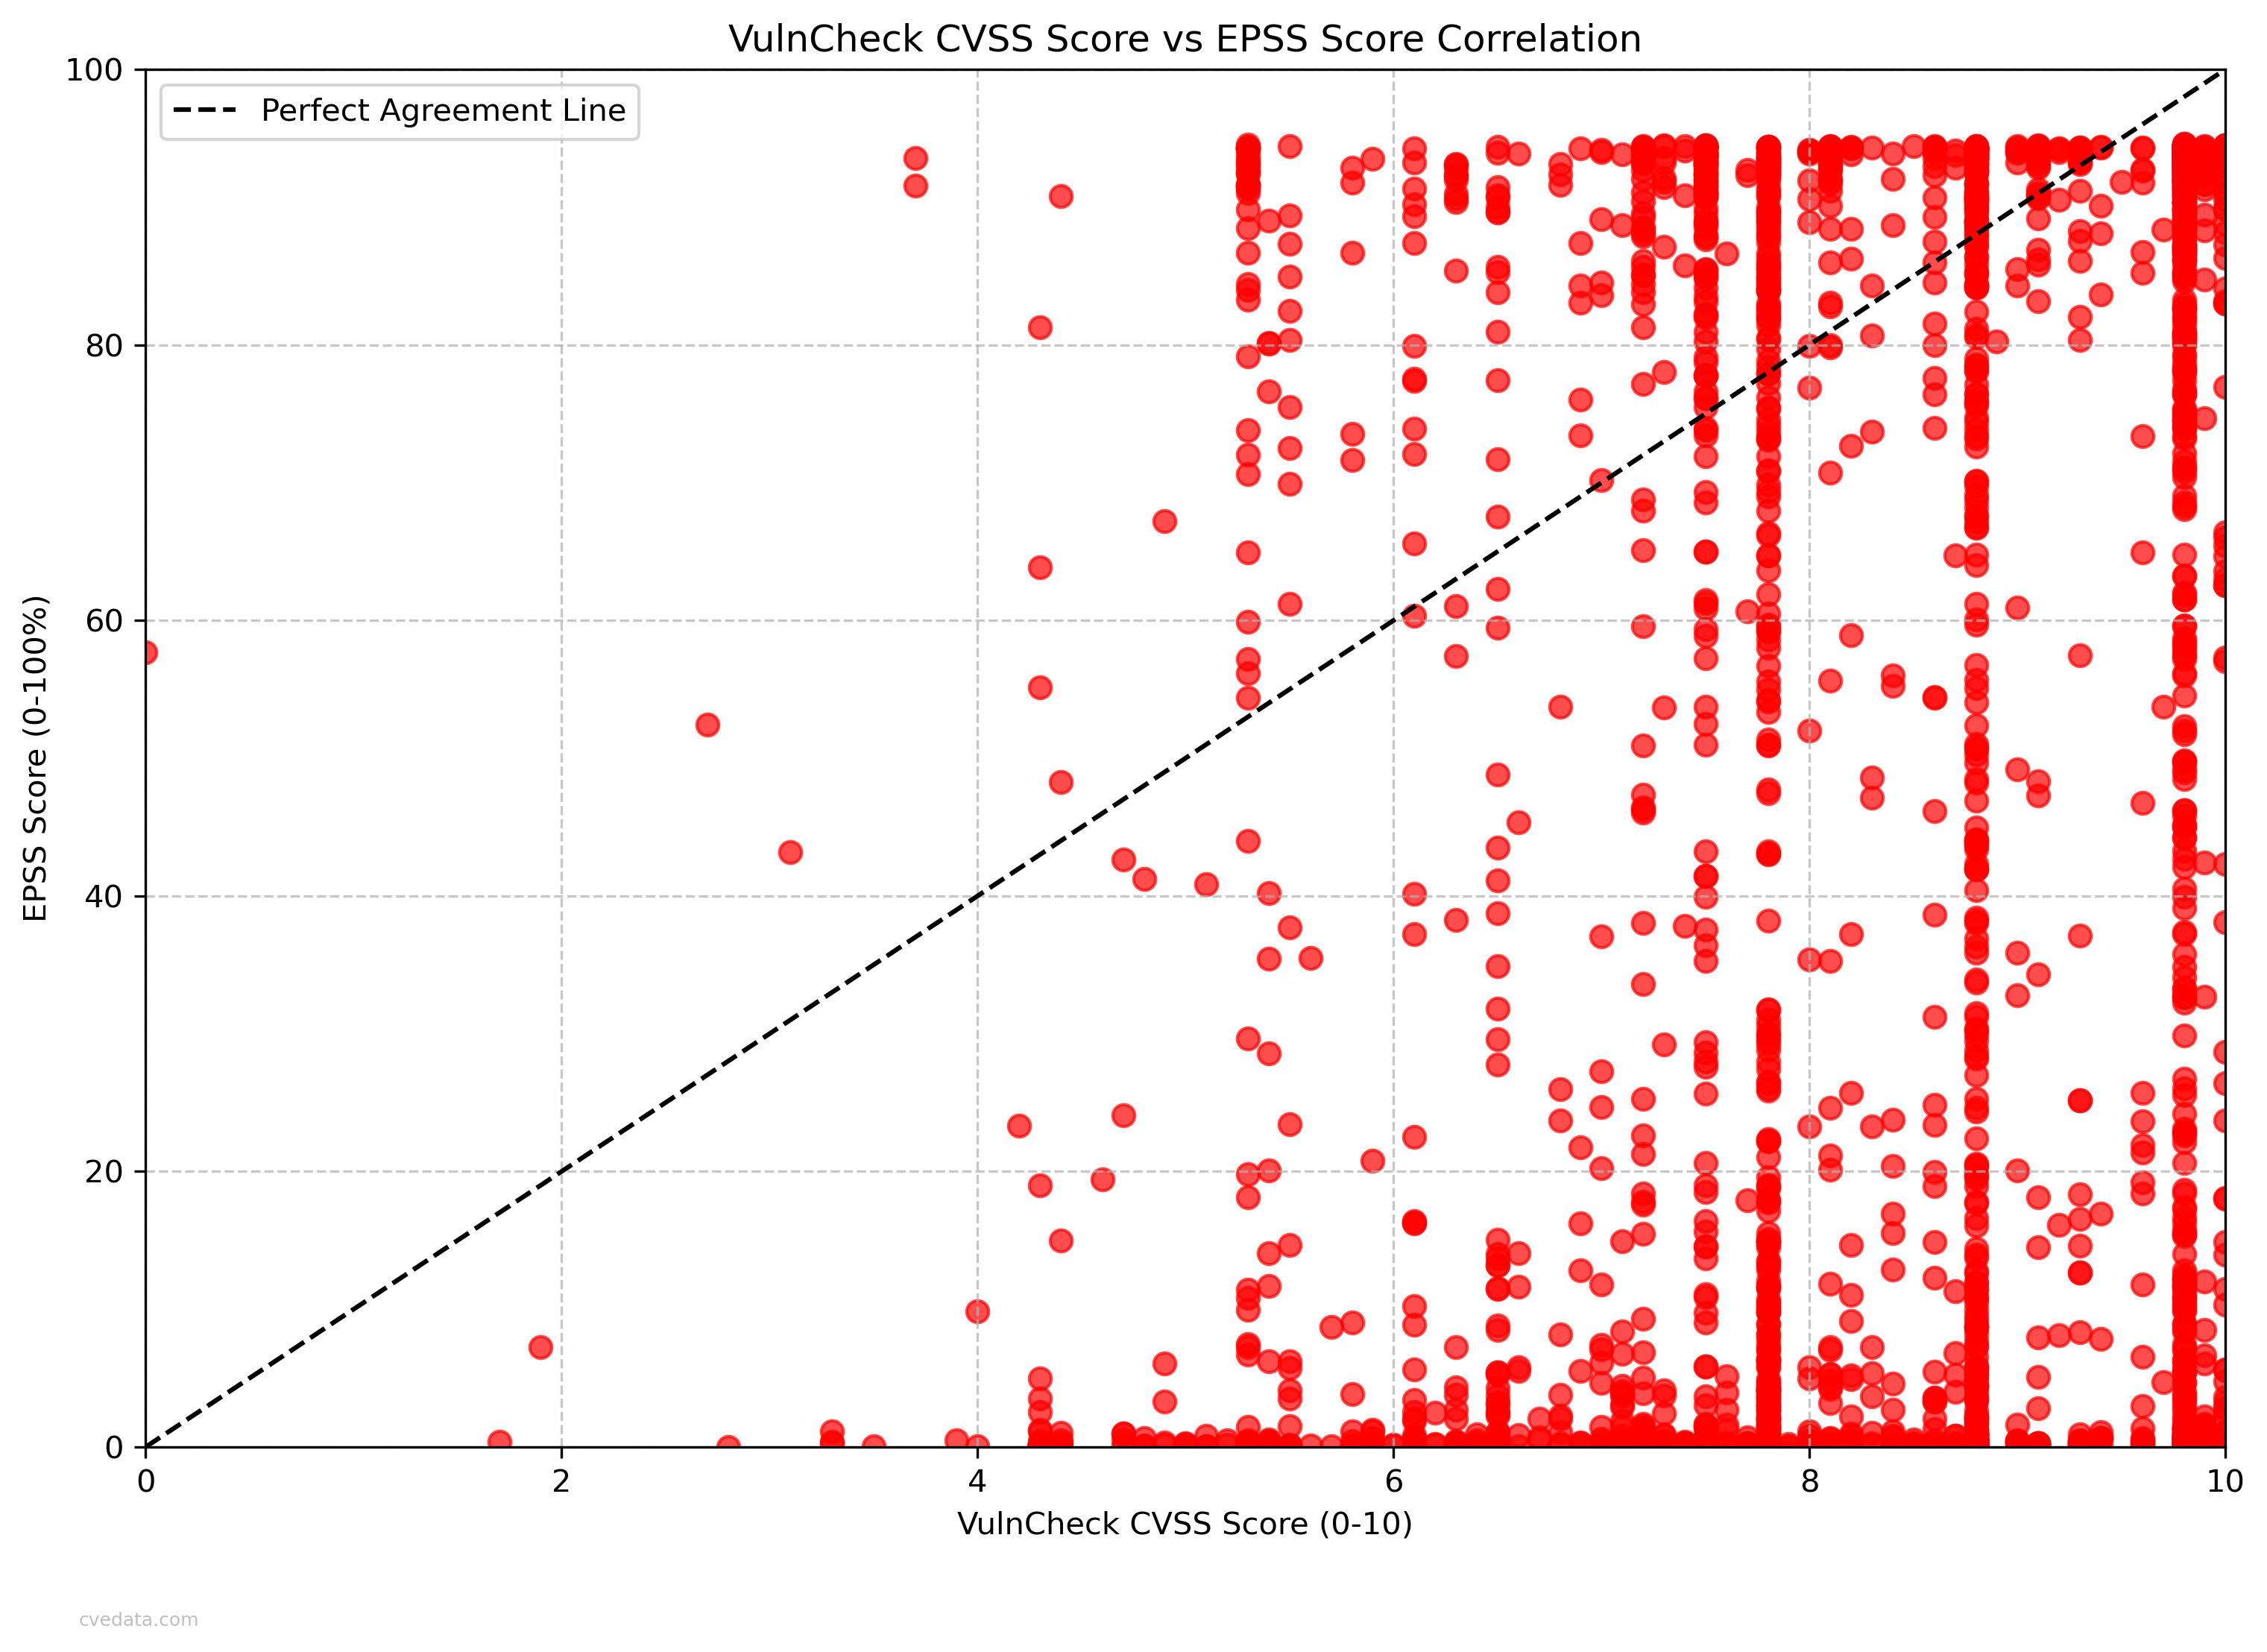 VulnCheck CVSS Score vs EPSS Score Correlation
100
Perfect Agreement Line
80
60
EPSS Score (0-100%)
40
20
0
0 2 4 6 8 10
VulnCheck CVSS Score (0-10)
cvedata.com